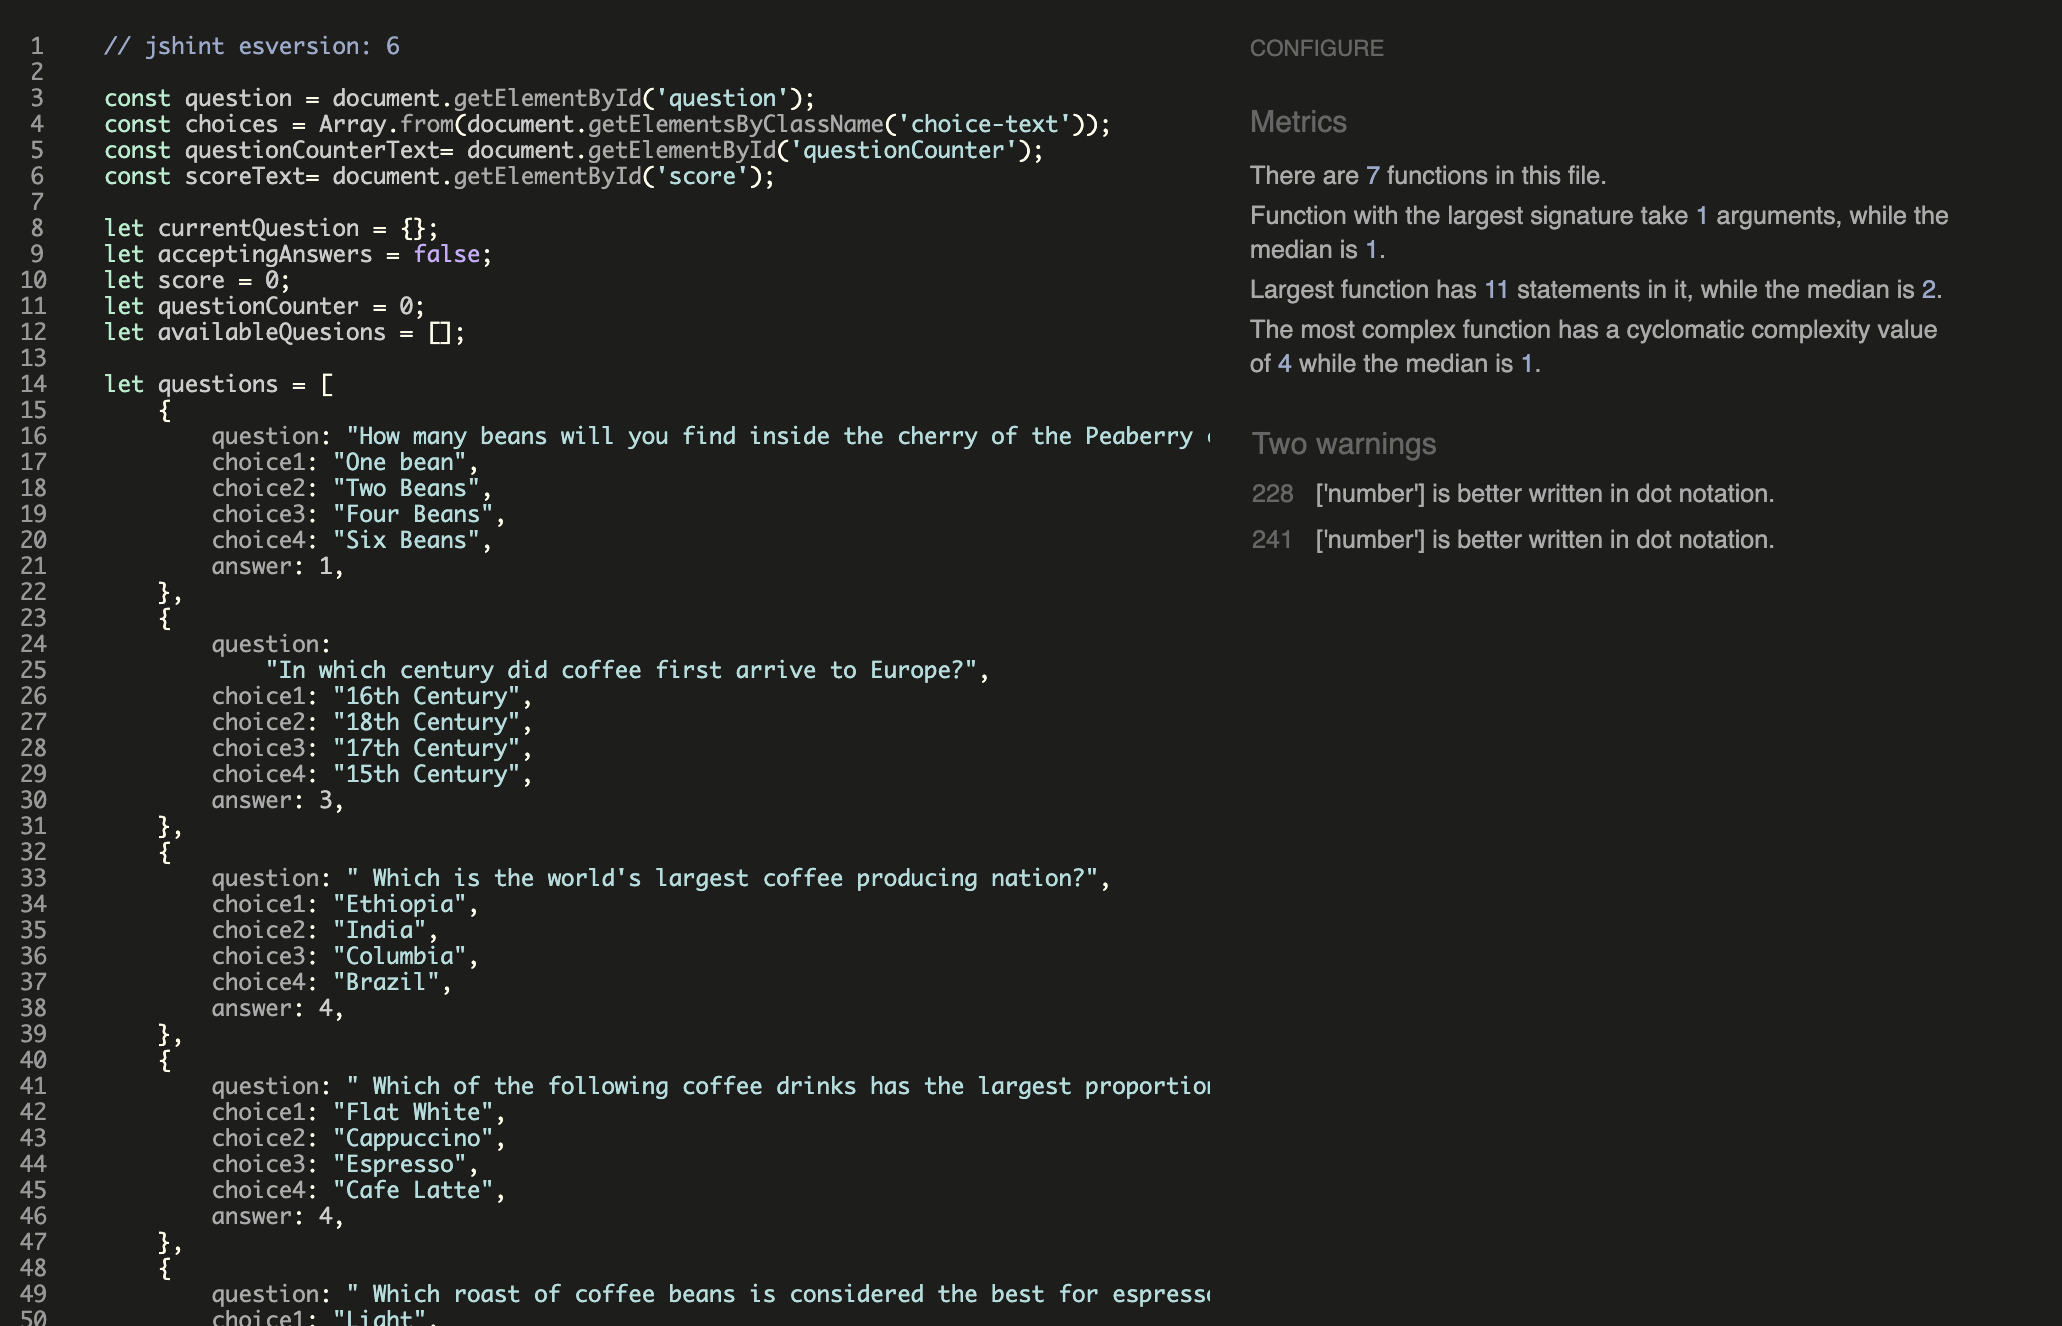 1 // jshint esversion: 6
2
3 const question = document.getElementById('question');
4 const choices = Array.from(document.getElementsByClassName('choice-text'));
5 const questionCounterText= document.getElementById('questionCounter');
6 const scoreText= document.getElementById('score');
7
8 let currentQuestion = {};
9 let acceptingAnswers = false;
10 let score = 0;
11 let questionCounter = 0;
12 let availableQuesions = [];
13
14 let questions = [
15 {
16 question: "How many beans will you find inside the cherry of the Peaberry
17 choice1: "One bean",
18 choice2: "Two Beans",
19 choice3: "Four Beans",
20 choice4: "Six Beans",
21 answer: 1,
22 },
23 {
24 question:
25 "In which century did coffee first arrive to Europe?",
26 choice1: "16th Century",
27 choice2: "18th Century",
28 choice3: "17th Century",
29 choice4: "15th Century",
30 answer: 3,
31 },
32 {
33 question: " Which is the world's largest coffee producing nation?",
34 choice1: "Ethiopia",
35 choice2: "India",
36 choice3: "Columbia",
37 choice4: "Brazil",
38 answer: 4,
39 },
40 {
41 question: " Which of the following coffee drinks has the largest proportion
42 choice1: "Flat White",
43 choice2: "Cappuccino",
44 choice3: "Espresso",
45 choice4: "Cafe Latte",
46 answer: 4,
47 },
48 {
49 question: " Which roast of coffee beans is considered the best for espress
50 choice1: "Light",
CONFIGURE
Metrics
There are 7 functions in this file.
Function with the largest signature take 1 arguments, while the
median is 1.
Largest function has 11 statements in it, while the median is 2.
The most complex function has a cyclomatic complexity value
of 4 while the median is 1.
Two warnings
228 ['number'] is better written in dot notation.
241 ['number'] is better written in dot notation.